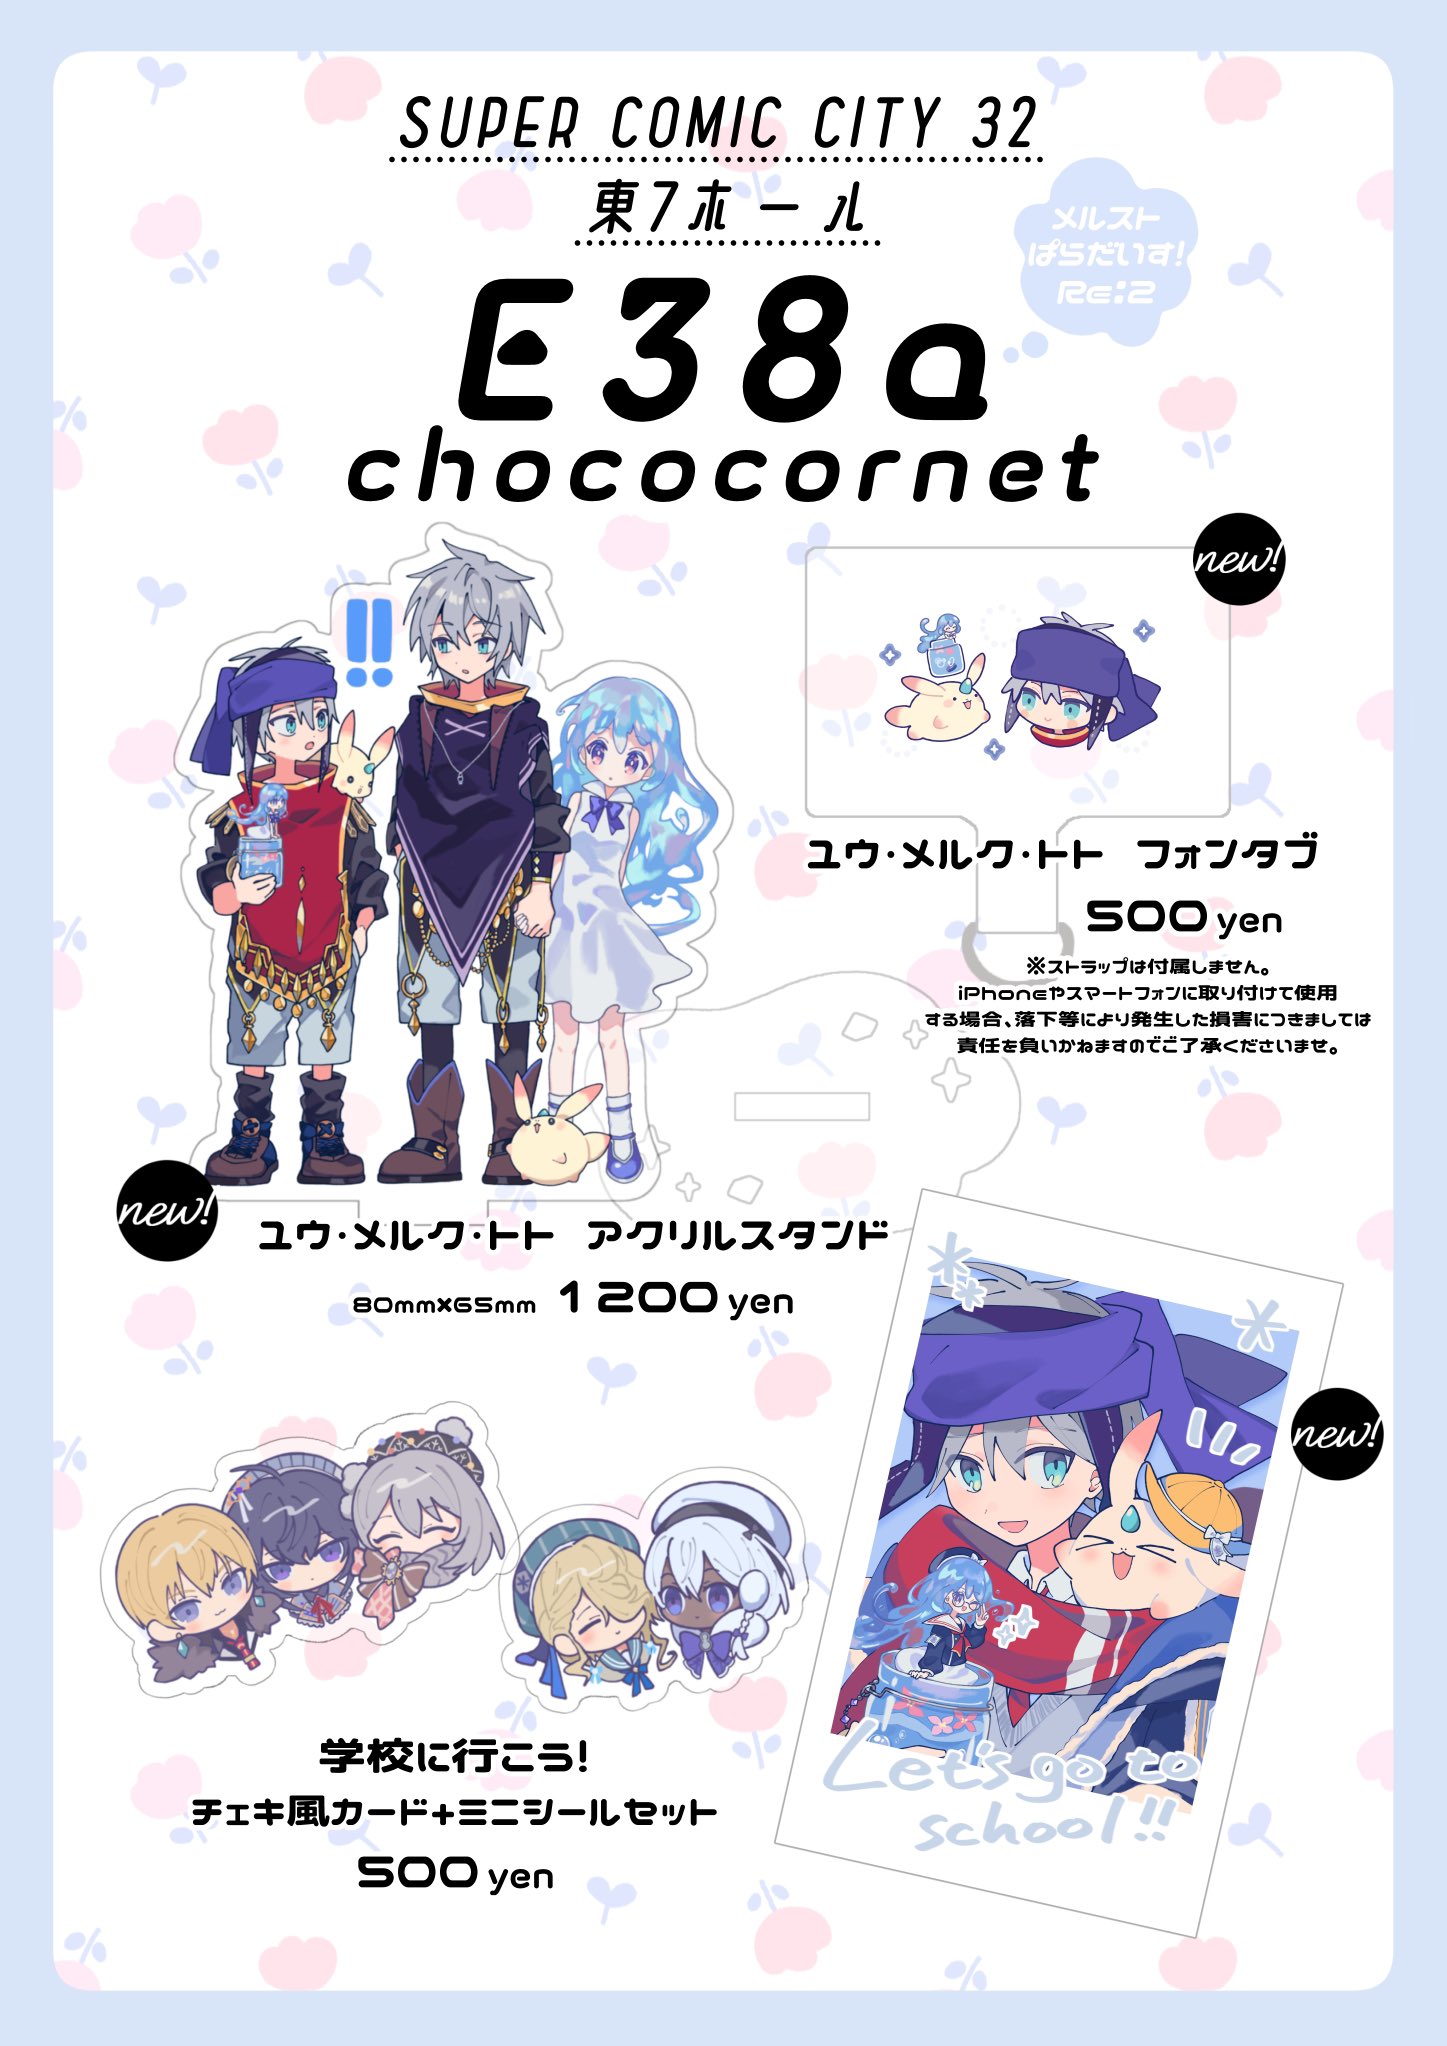 SUPER COMIC CITY 32
東7ホール
メルスト
ぱらだいす!
Re:2
E38a
chococornet
new!
!!
ユウ・メルク・トト フォンタブ
500yen
※ストラップは付属しません。
iPhoneやスマートフォンに取り付けて使用
する場合、落下等により発生した損害につきましては
責任を負いかねますのでご了承くださいませ。
new!
ユウ・メルク・トト アクリルスタンド
80mm×65mm 1200yen
new!
Let's go to
school!!
学校に行こう!
チェキ風カード+ミニシールセット
500yen